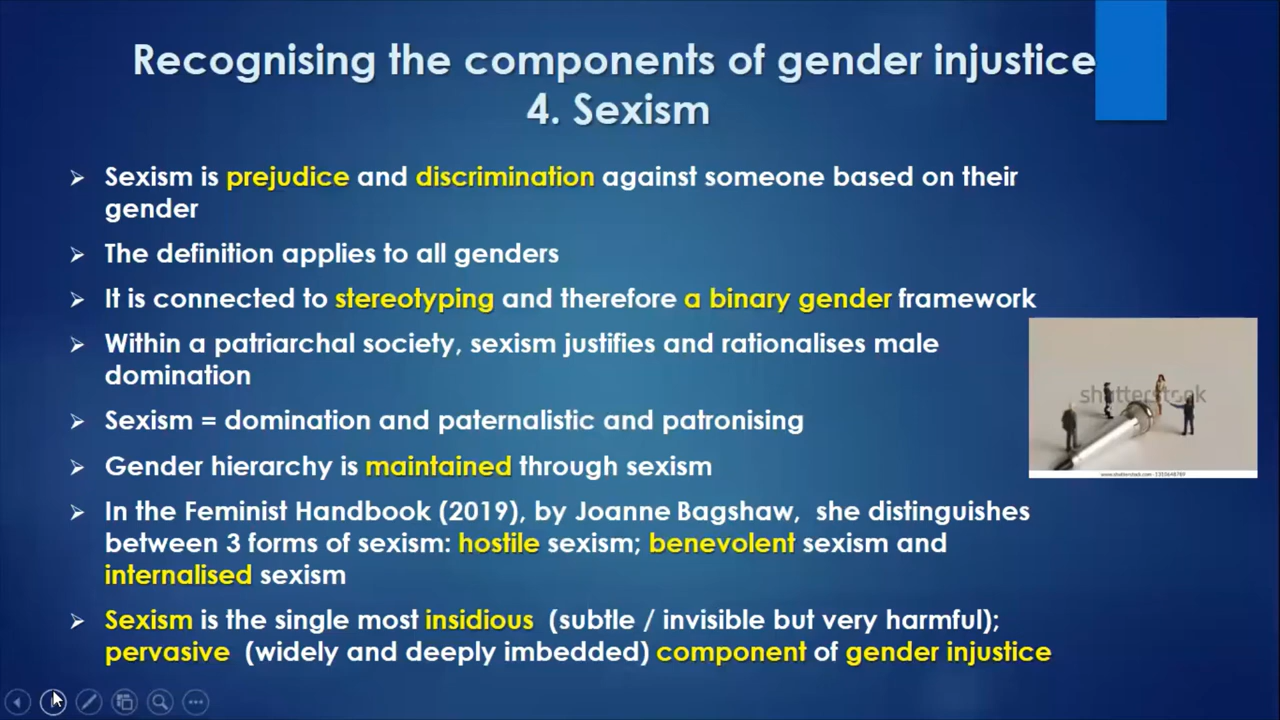 Recognising the components of gender injustice
4. Sexism
Sexism is prejudice and discrimination against someone based on their
gender
The definition applies to all genders
It is connected to stereotyping and therefore a binary gender framework
Within a patriarchal society, sexism justifies and rationalises male
domination
Sexism = domination and paternalistic and patronising
Gender hierarchy is maintained through sexism
In the Feminist Handbook (2019), by Joanne Bagshaw, she distinguishes
between 3 forms of sexism: hostile sexism; benevolent sexism and
internalised sexism
Sexism is the single most insidious (subtle / invisible but very harmful);
pervasive (widely and deeply imbedded) component of gender injustice
shutterstock